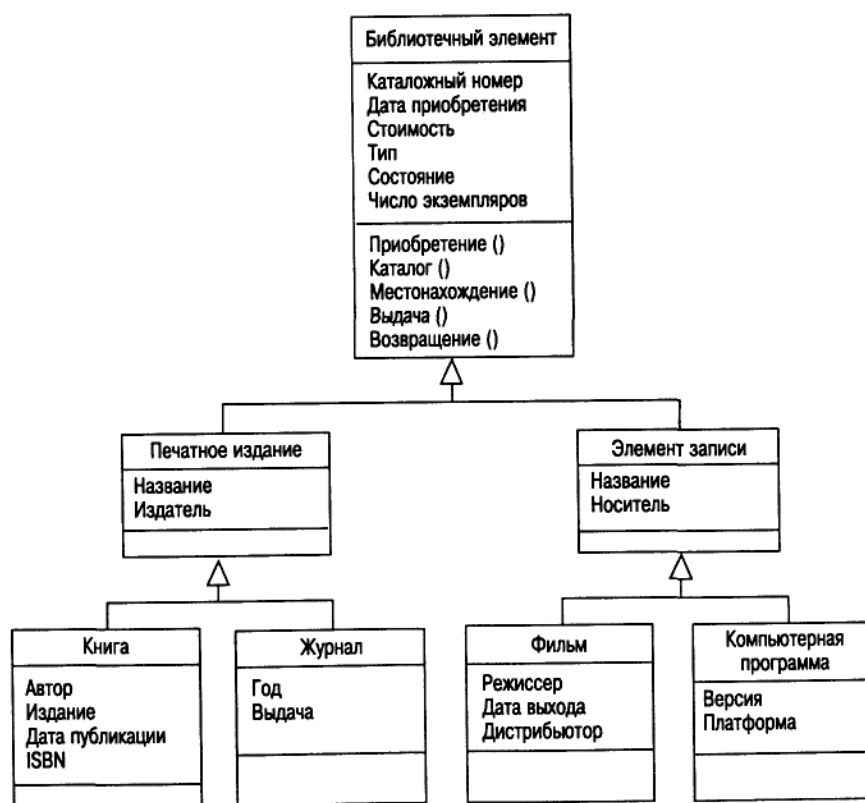 Библиотечный элемент
Каталожный номер
Дата приобретения
Стоимость
Тип
Состояние
Число экземпляров
Приобретение ()
Каталог ()
Местонахождение ()
Выдача ()
Возвращение ()
Печатное издание
Название
Издатель
Элемент записи
Название
Носитель
Книга
Автор
Издание
Дата публикации
ISBN
Журнал
Год
Выдача
Фильм
Режиссер
Дата выхода
Дистрибьютор
Компьютерная
программа
Версия
Платформа